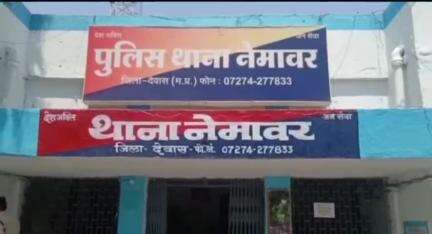 देश भक्ति जन सेवा
पुलिस थाना नेमावर
जिला-देवास (म.प्र.) फोन : 07274-277833
देशभक्ति जन सेवा
थाना नेमावर
जिला- देवास-फो.नं. 07274-277833